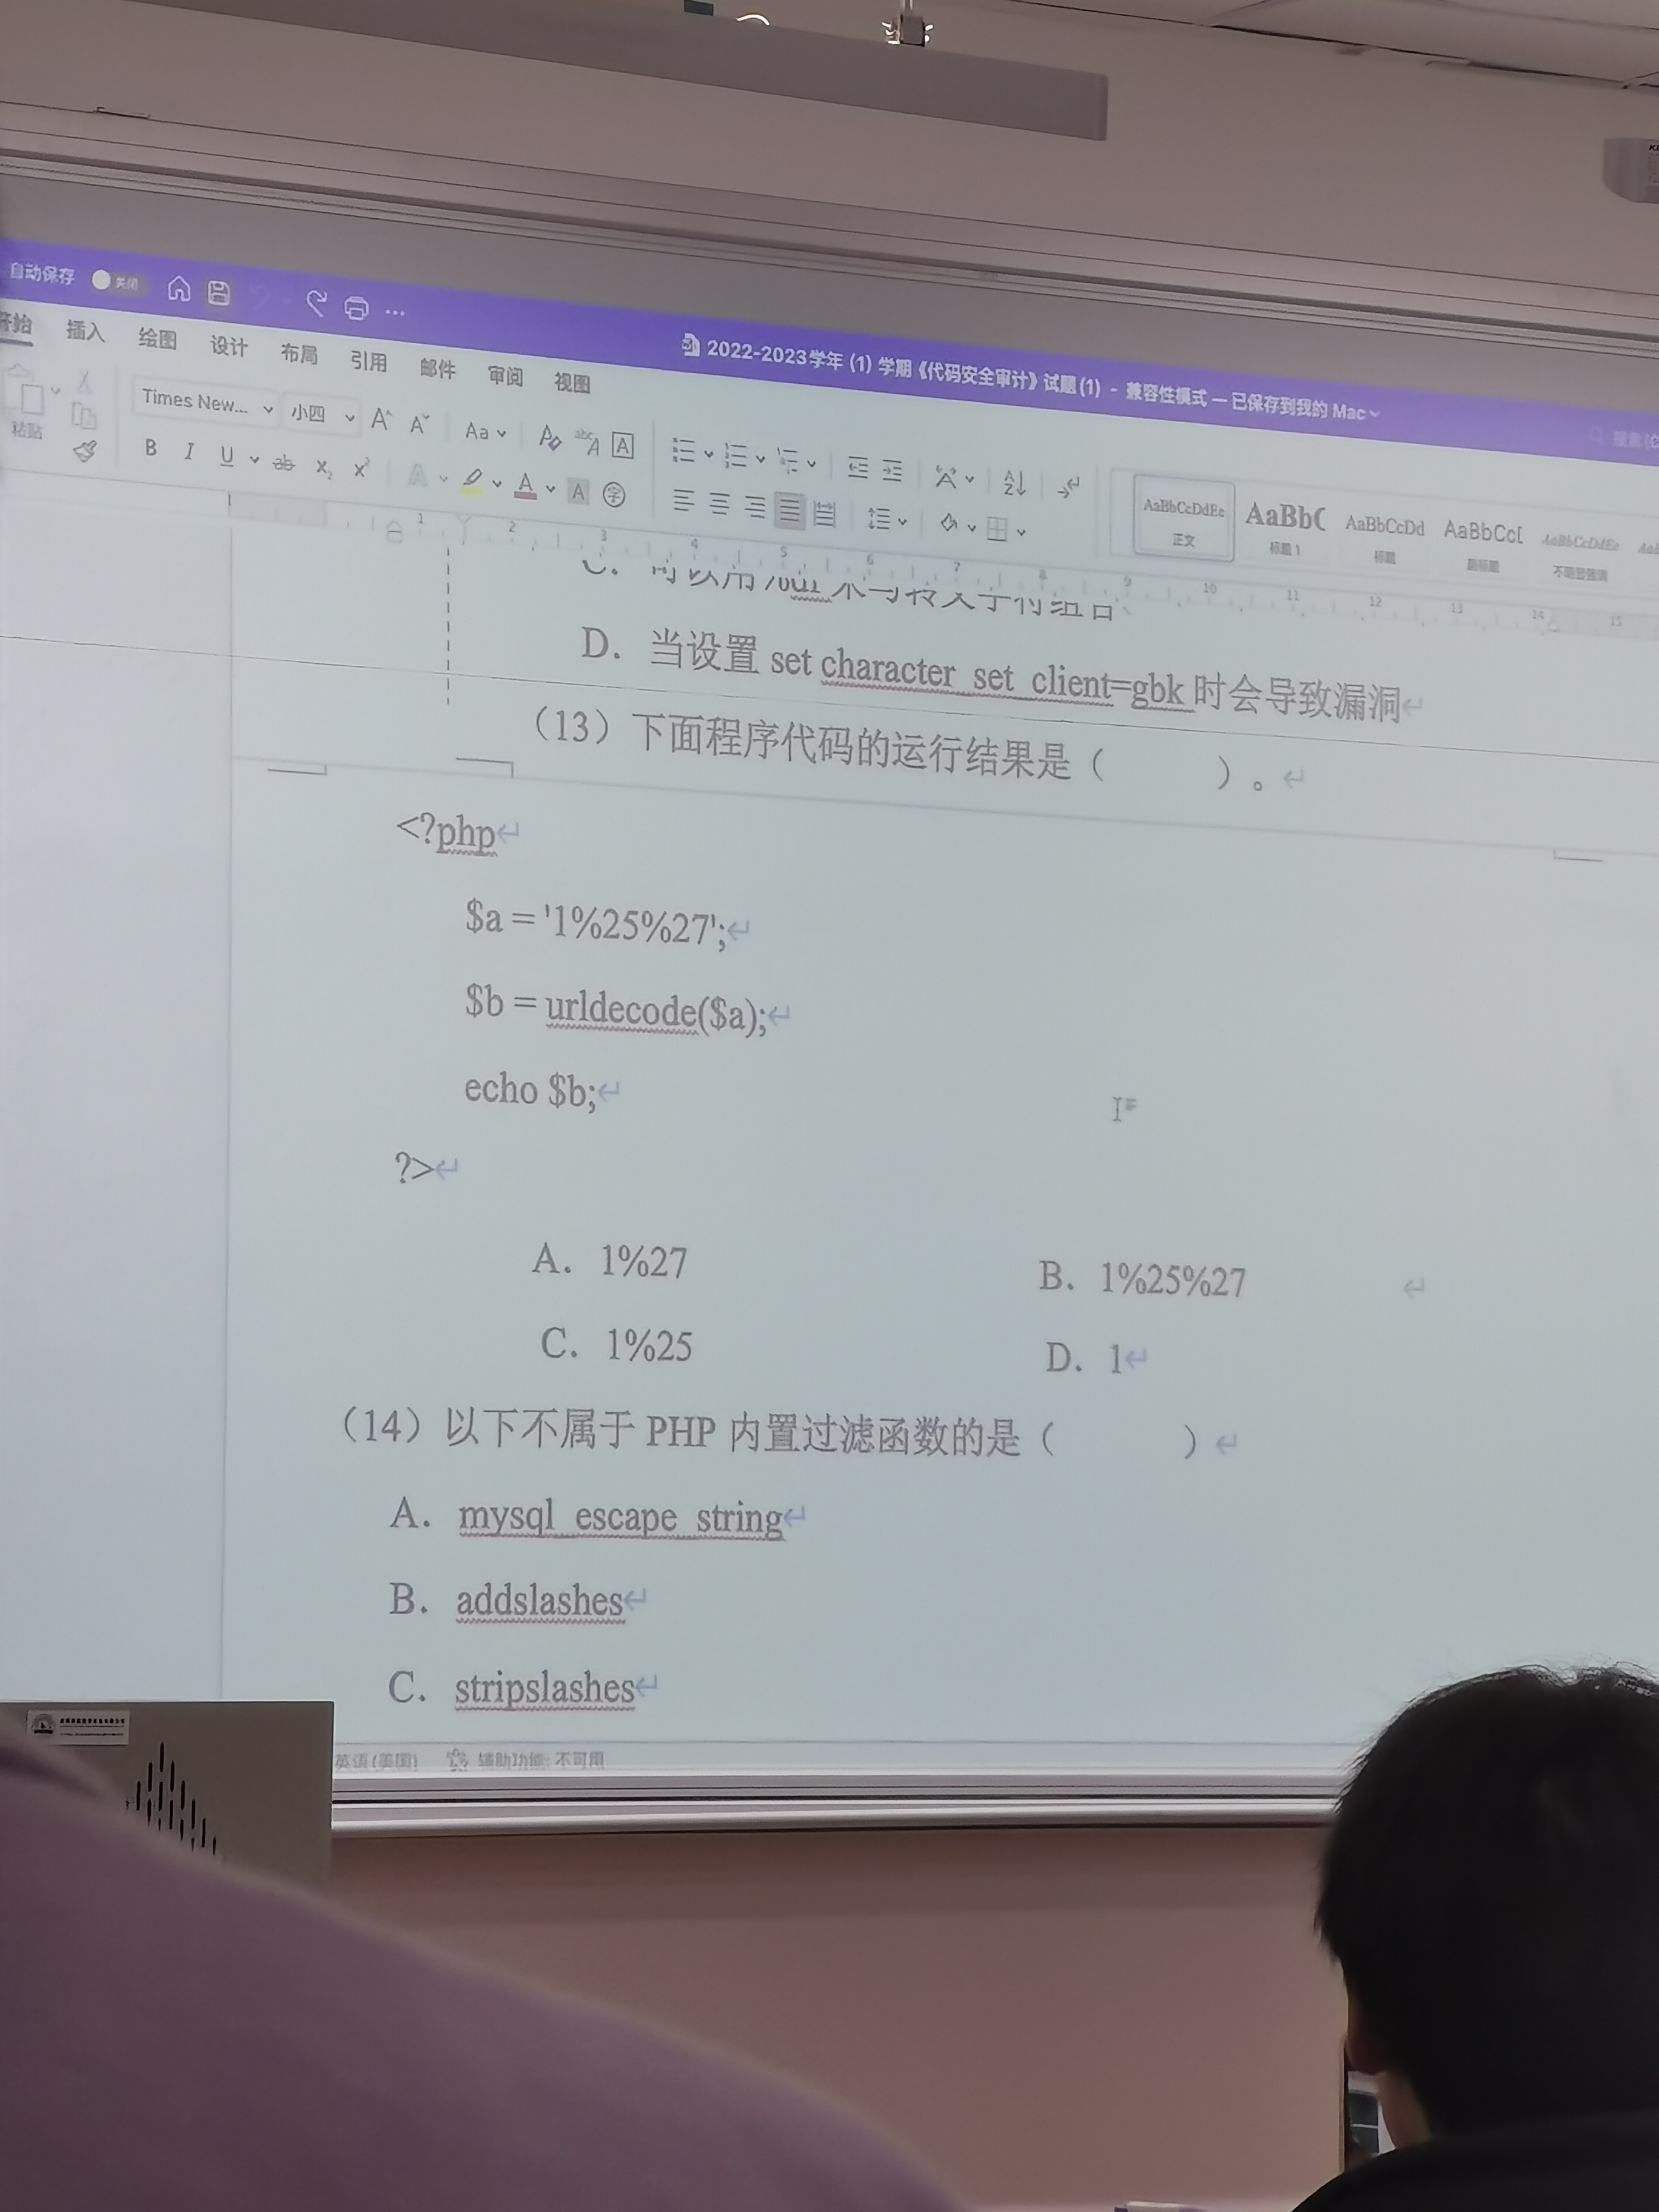 自动保存 关闭
2022-2023学年 (1) 学期《代码安全审计》试题(1) - 兼容性模式 — 已保存到我的 Mac
开始 插入 绘图 设计 布局 引用 邮件 审阅 视图
粘贴
Times New... 小四
AaBbCcDdEe AaBbC AaBbCcDd AaBbCcD AaBbCcDdEe
正文 标题 1 标题 副标题 不明显强调
D. 当设置 set character_set_client=gbk 时会导致漏洞
（13）下面程序代码的运行结果是（ ）。
<?php
$a = '1%25%27';
$b = urldecode($a);
echo $b;
?>
A. 1%27 B. 1%25%27
C. 1%25 D. 1
（14）以下不属于 PHP 内置过滤函数的是（ ）
A. mysql_escape_string
B. addslashes
C. stripslashes
英语 (美国) 辅助功能: 不可用